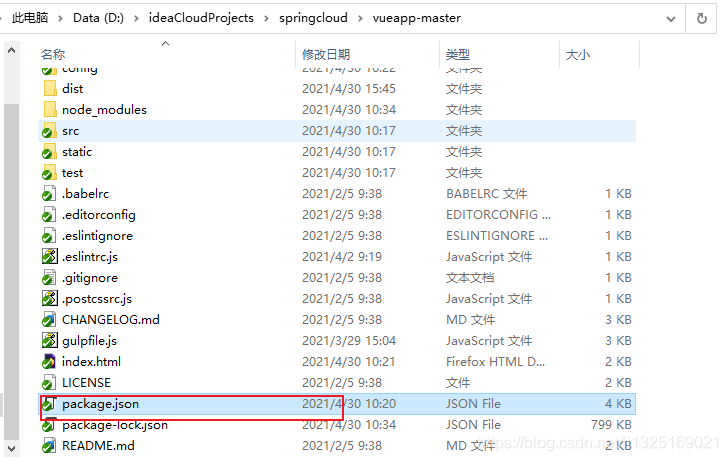 此电脑 > Data (D:) > ideaCloudProjects > springcloud > vueapp-master
名称 修改日期 类型 大小
config 2021/4/30 10:22 文件夹
dist 2021/4/30 15:45 文件夹
node_modules 2021/4/30 10:34 文件夹
src 2021/4/30 10:17 文件夹
static 2021/4/30 10:17 文件夹
test 2021/4/30 10:17 文件夹
.babelrc 2021/2/5 9:38 BABELRC 文件 1 KB
.editorconfig 2021/2/5 9:38 EDITORCONFIG ... 1 KB
.eslintignore 2021/2/5 9:38 ESLINTIGNORE ... 1 KB
.eslintrc.js 2021/4/2 9:19 JavaScript 文件 1 KB
.gitignore 2021/2/5 9:38 文本文档 1 KB
.postcssrc.js 2021/2/5 9:38 JavaScript 文件 1 KB
CHANGELOG.md 2021/2/5 9:38 MD 文件 3 KB
gulpfile.js 2021/3/29 15:04 JavaScript 文件 3 KB
index.html 2021/4/30 10:21 Firefox HTML D... 2 KB
LICENSE 2021/2/5 9:38 文件 2 KB
package.json 2021/4/30 10:20 JSON File 4 KB
package-lock.json 2021/4/30 10:34 JSON File 799 KB
README.md 2021/2/5 9:38 MD 文件 2 KB